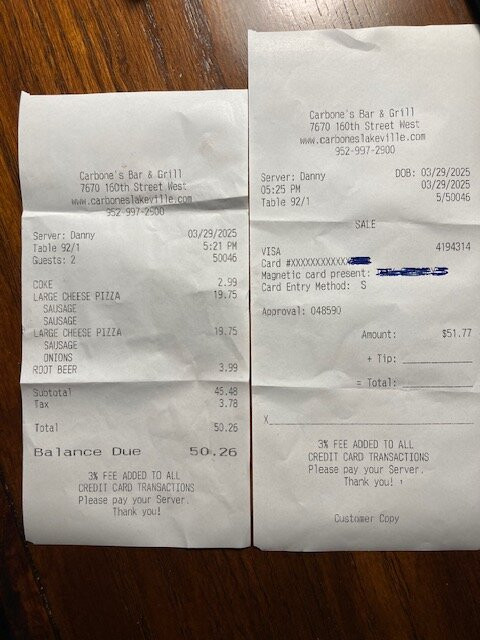 Carbone's Bar & Grill
7670 160th Street West
www.carboneslakeville.com
952-997-2900
Server: Danny 03/29/2025
Table 92/1 5:21 PM
Guests: 2 50046
COKE 2.99
LARGE CHEESE PIZZA 19.75
SAUSAGE
SAUSAGE
LARGE CHEESE PIZZA 19.75
SAUSAGE
ONIONS
ROOT BEER 3.99
Subtotal 46.48
Tax 3.78
Total 50.26
Balance Due 50.26
3% FEE ADDED TO ALL
CREDIT CARD TRANSACTIONS
Please pay your Server.
Thank you!
Carbone's Bar & Grill
7670 160th Street West
www.carboneslakeville.com
952-997-2900
Server: Danny DOB: 03/29/2025
05:25 PM 03/29/2025
Table 92/1 5/50046
SALE
VISA 4194314
Card #XXXXXXXXXXXX
Magnetic card present:
Card Entry Method: S
Approval: 048590
Amount: $51.77
+ Tip:
= Total:
X
3% FEE ADDED TO ALL
CREDIT CARD TRANSACTIONS
Please pay your Server.
Thank you!
Customer Copy